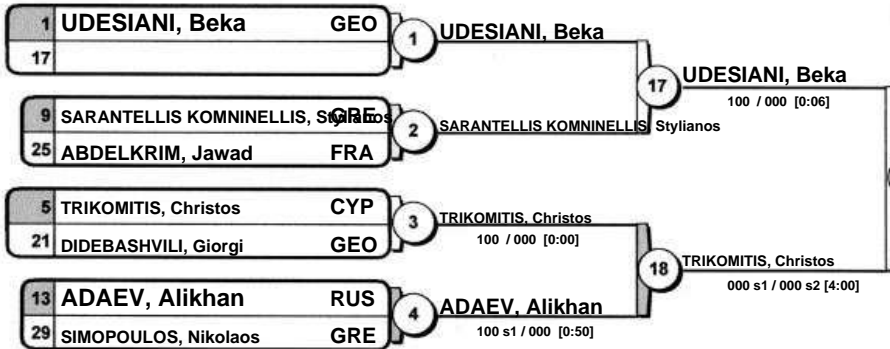 1 UDESIANI, Beka GEO
17
1 UDESIANI, Beka
17 UDESIANI, Beka
100 / 000 [0:06]
9 SARANTELLIS KOMNINELLIS, Stylianos GRE
25 ABDELKRIM, Jawad FRA
2 SARANTELLIS KOMNINELLIS, Stylianos
5 TRIKOMITIS, Christos CYP
21 DIDEBASHVILI, Giorgi GEO
3 TRIKOMITIS, Christos
100 / 000 [0:00]
18 TRIKOMITIS, Christos
000 s1 / 000 s2 [4:00]
13 ADAEV, Alikhan RUS
29 SIMOPOULOS, Nikolaos GRE
4 ADAEV, Alikhan
100 s1 / 000 [0:50]